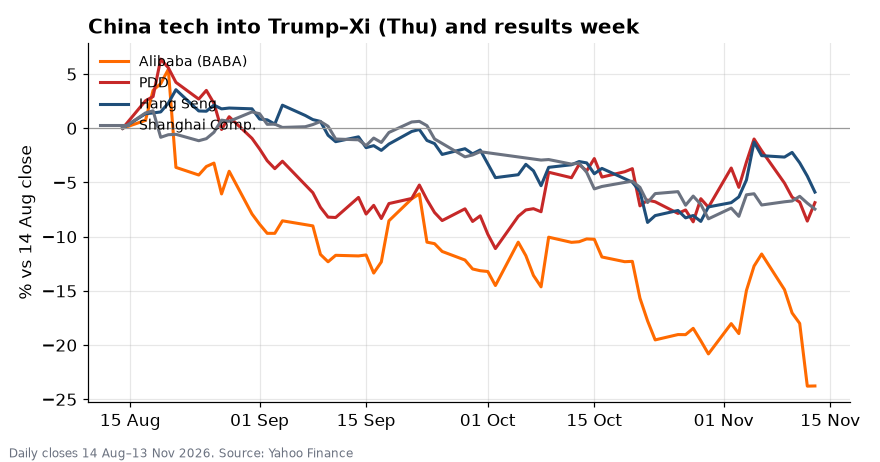 China tech into Trump–Xi (Thu) and results week
Alibaba (BABA)
PDD
Hang Seng
Shanghai Comp.
% vs 14 Aug close
5
0
−5
−10
−15
−20
−25
15 Aug
01 Sep
15 Sep
01 Oct
15 Oct
01 Nov
15 Nov
Daily closes 14 Aug–13 Nov 2026. Source: Yahoo Finance